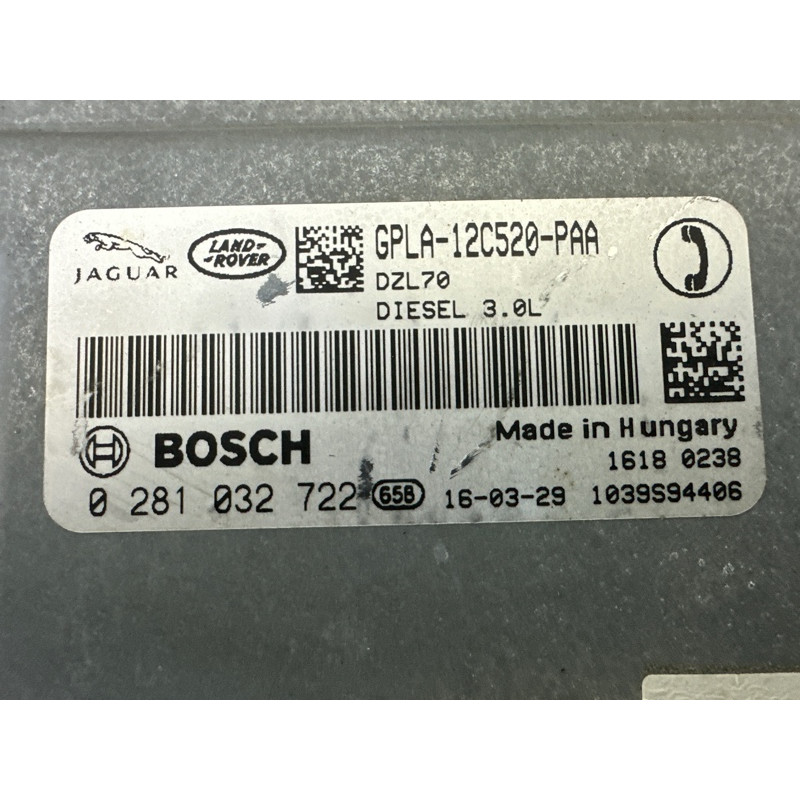 JAGUAR
LAND ROVER
GPLA-12C520-PAA
DZL70
DIESEL 3.0L
BOSCH
Made in Hungary
1618 0238
0 281 032 722 65B 16-03-29 1039S94406